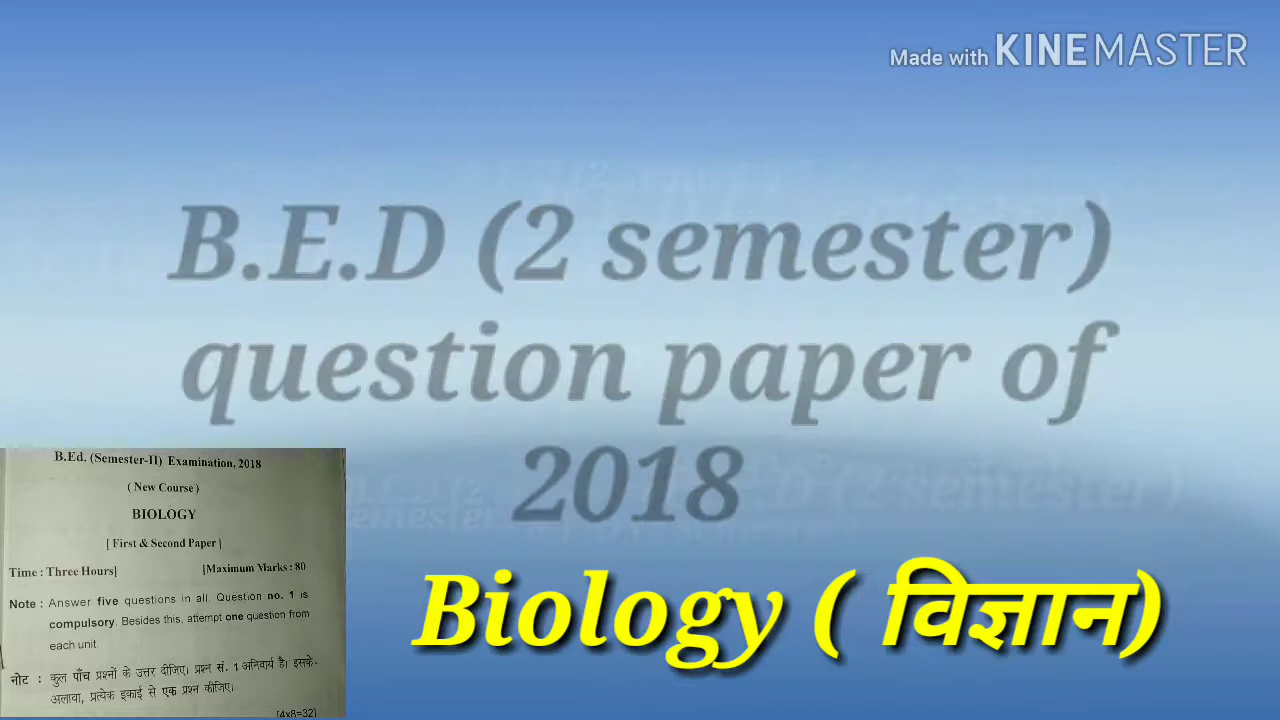 Made with KINEMASTER
B.E.D (2 semester)
question paper of
2018
Biology ( विज्ञान)
B.Ed. (Semester-II) Examination, 2018
( New Course )
BIOLOGY
[ First & Second Paper ]
Time : Three Hours] [Maximum Marks : 80
Note : Answer five questions in all. Question no. 1 is
compulsory. Besides this, attempt one question from
each unit.
नोट : कुल पाँच प्रश्नों के उत्तर दीजिए। प्रश्न सं. 1 अनिवार्य है। इसके
अलावा, प्रत्येक इकाई से एक प्रश्न कीजिए।
[4x8=32]